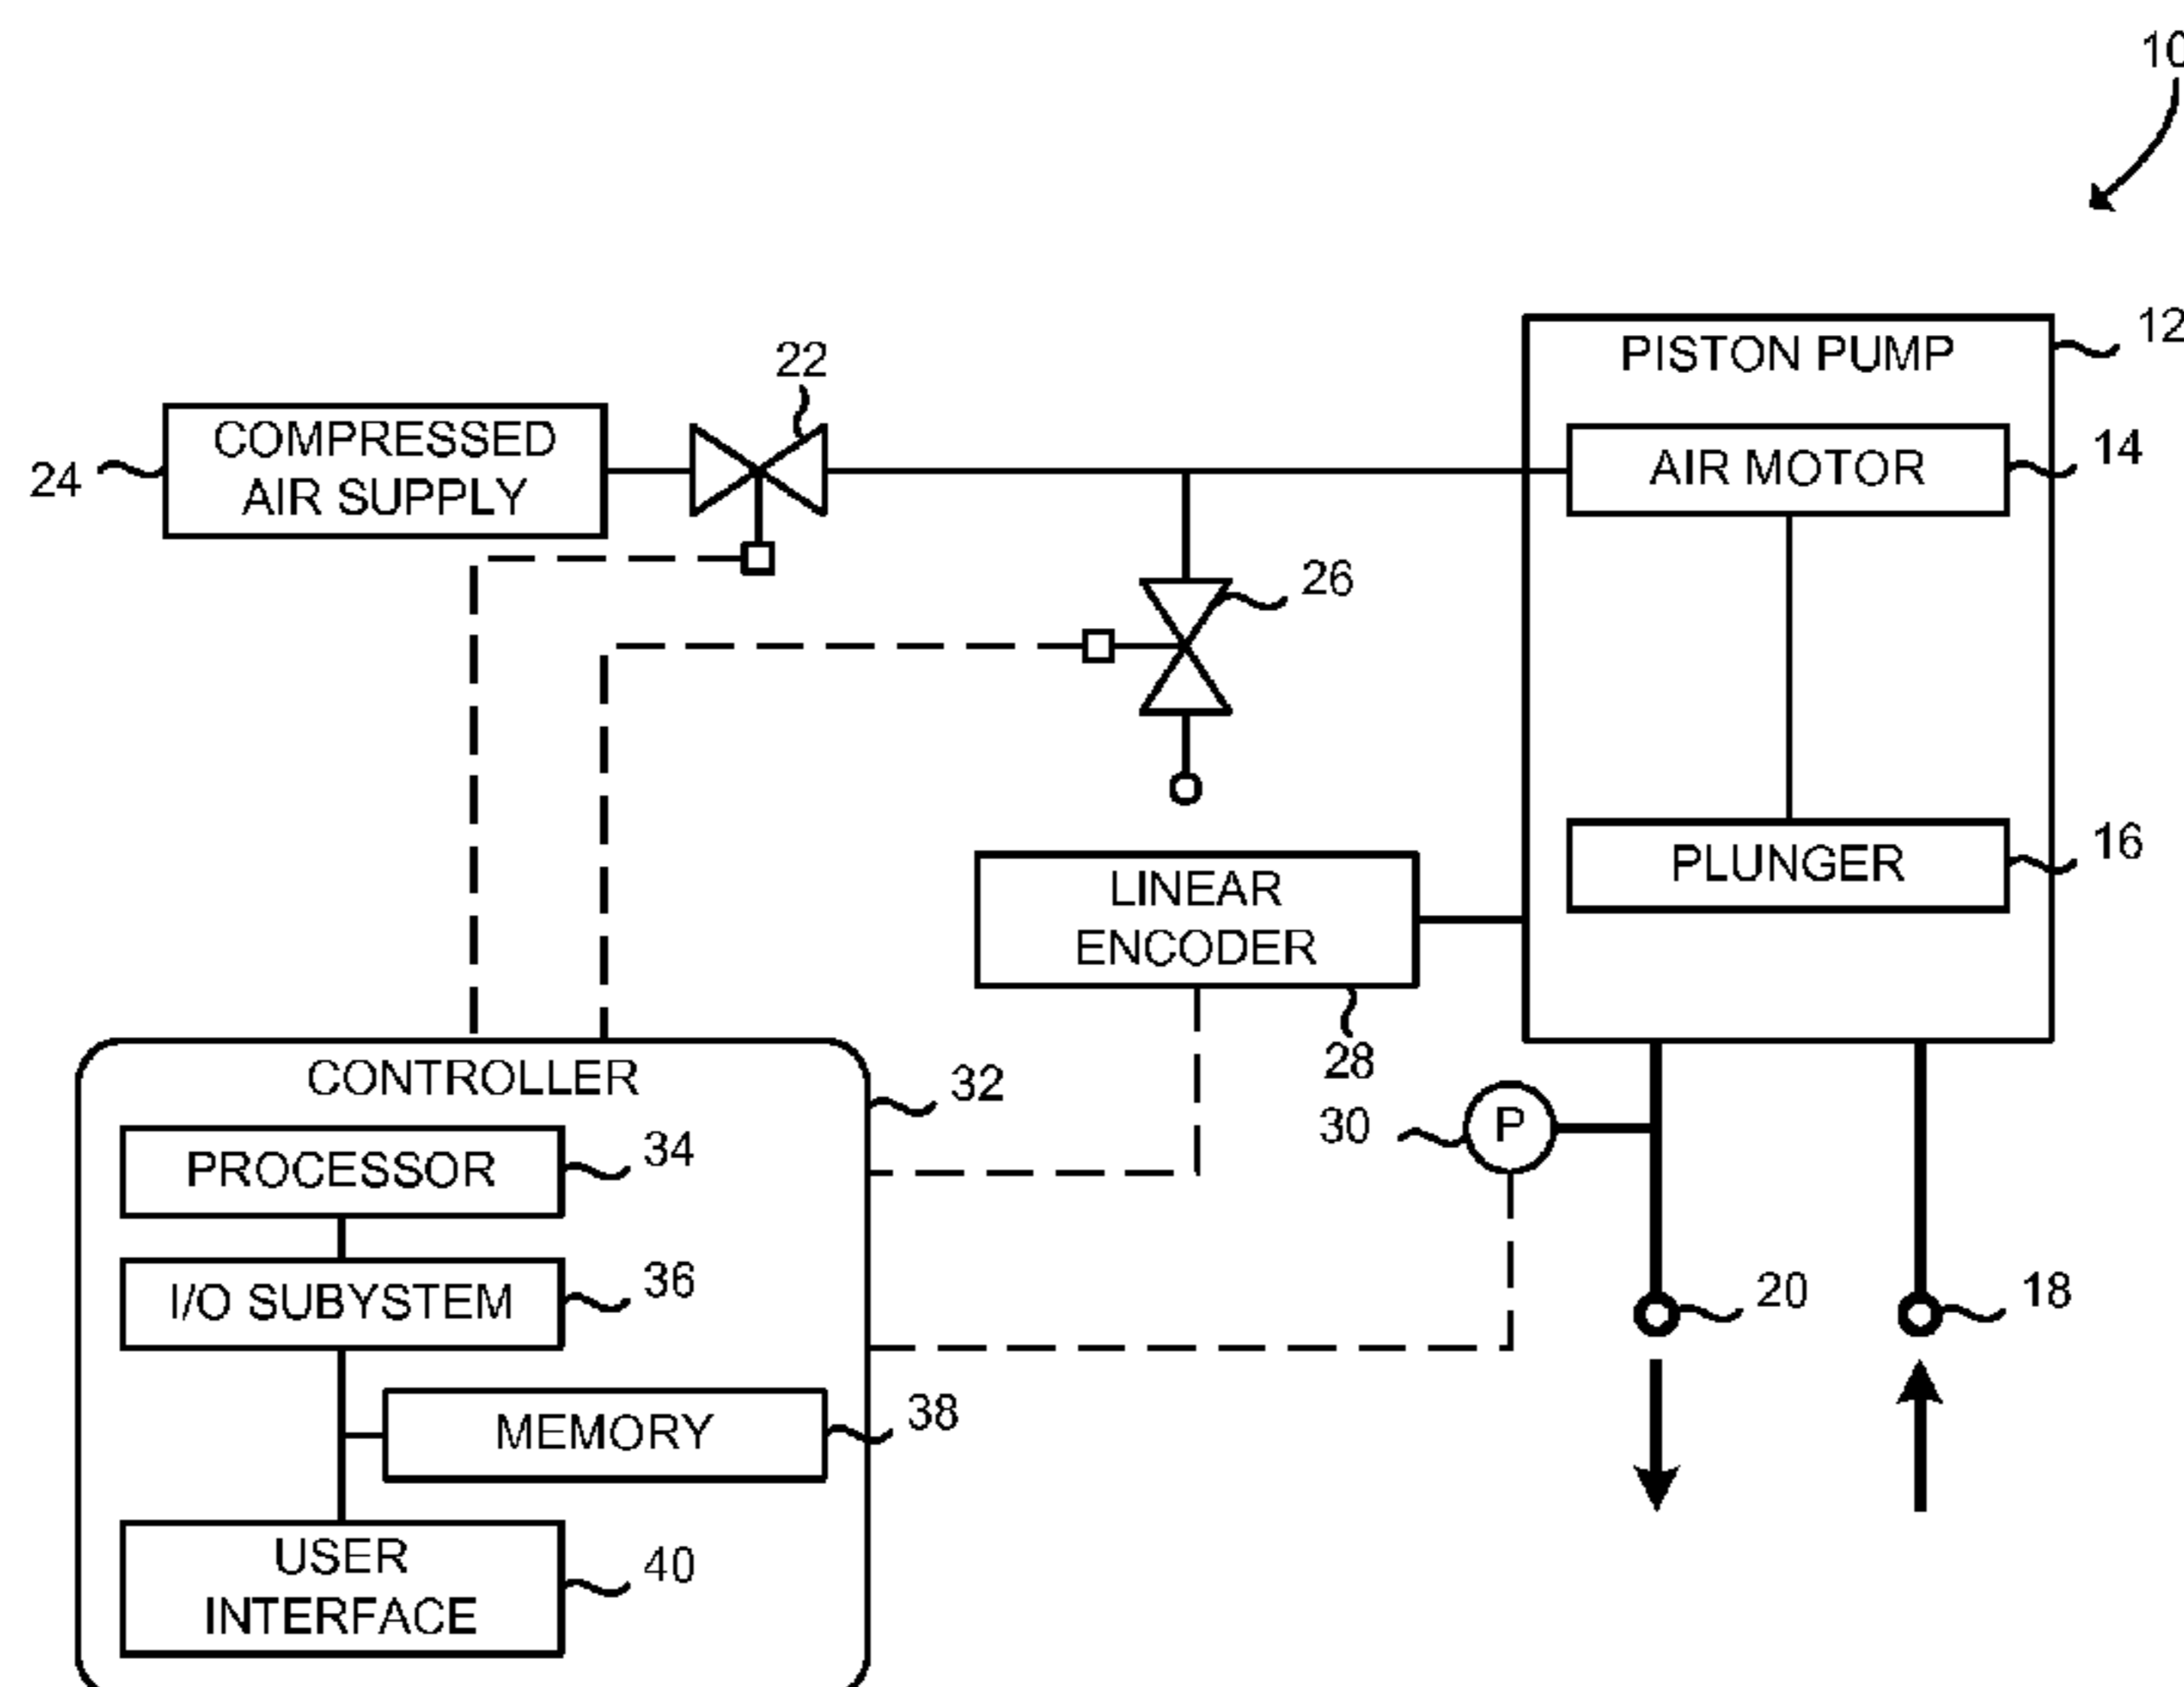 10
12
PISTON PUMP
22
COMPRESSED
AIR SUPPLY
24
AIR MOTOR
14
26
PLUNGER
16
LINEAR
ENCODER
28
CONTROLLER
32
30
P
PROCESSOR
34
I/O SUBYSTEM
36
20
18
MEMORY
38
USER
INTERFACE
40